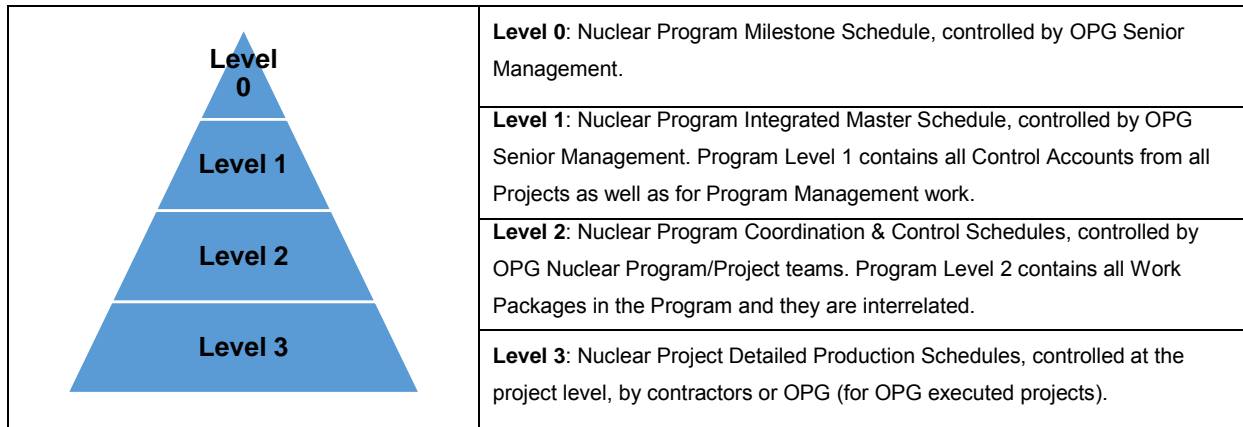 Level
0
Level 0: Nuclear Program Milestone Schedule, controlled by OPG Senior
Management.
Level 1
Level 1: Nuclear Program Integrated Master Schedule, controlled by OPG
Senior Management. Program Level 1 contains all Control Accounts from all
Projects as well as for Program Management work.
Level 2
Level 2: Nuclear Program Coordination & Control Schedules, controlled by
OPG Nuclear Program/Project teams. Program Level 2 contains all Work
Packages in the Program and they are interrelated.
Level 3
Level 3: Nuclear Project Detailed Production Schedules, controlled at the
project level, by contractors or OPG (for OPG executed projects).